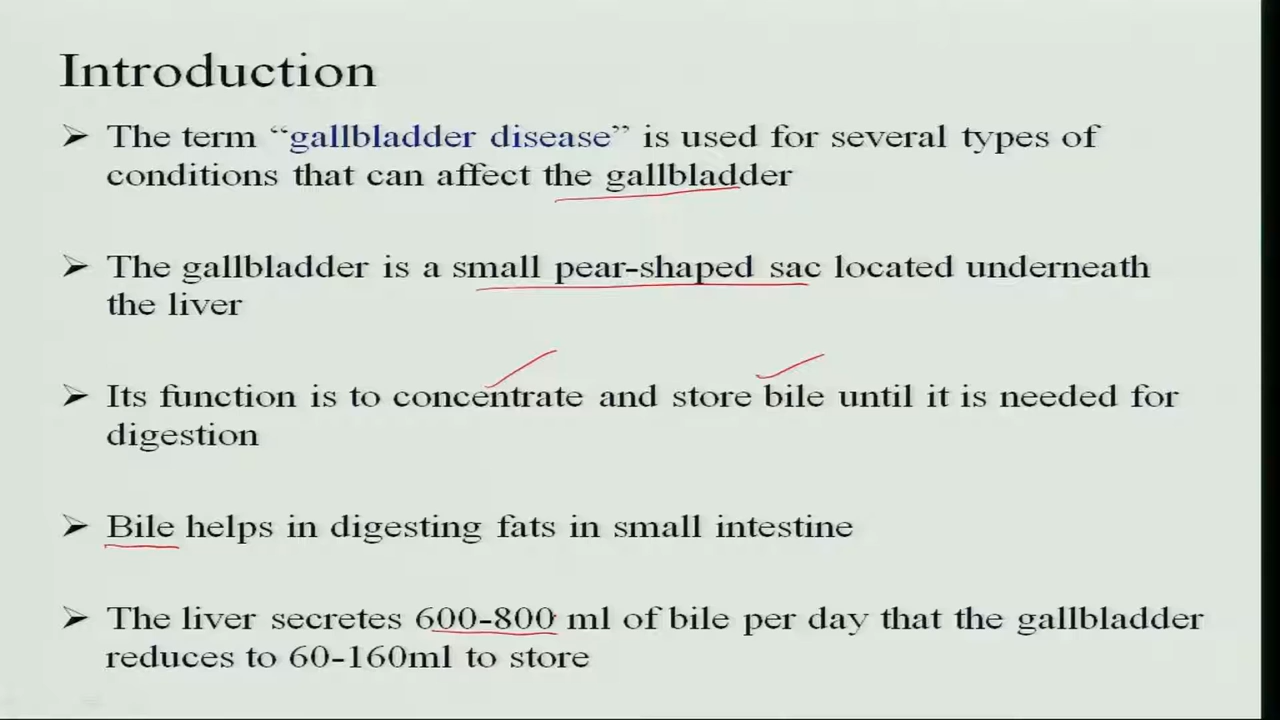 Introduction
➢ The term “gallbladder disease” is used for several types of
conditions that can affect the gallbladder
➢ The gallbladder is a small pear-shaped sac located underneath
the liver
➢ Its function is to concentrate and store bile until it is needed for
digestion
➢ Bile helps in digesting fats in small intestine
➢ The liver secretes 600-800 ml of bile per day that the gallbladder
reduces to 60-160ml to store